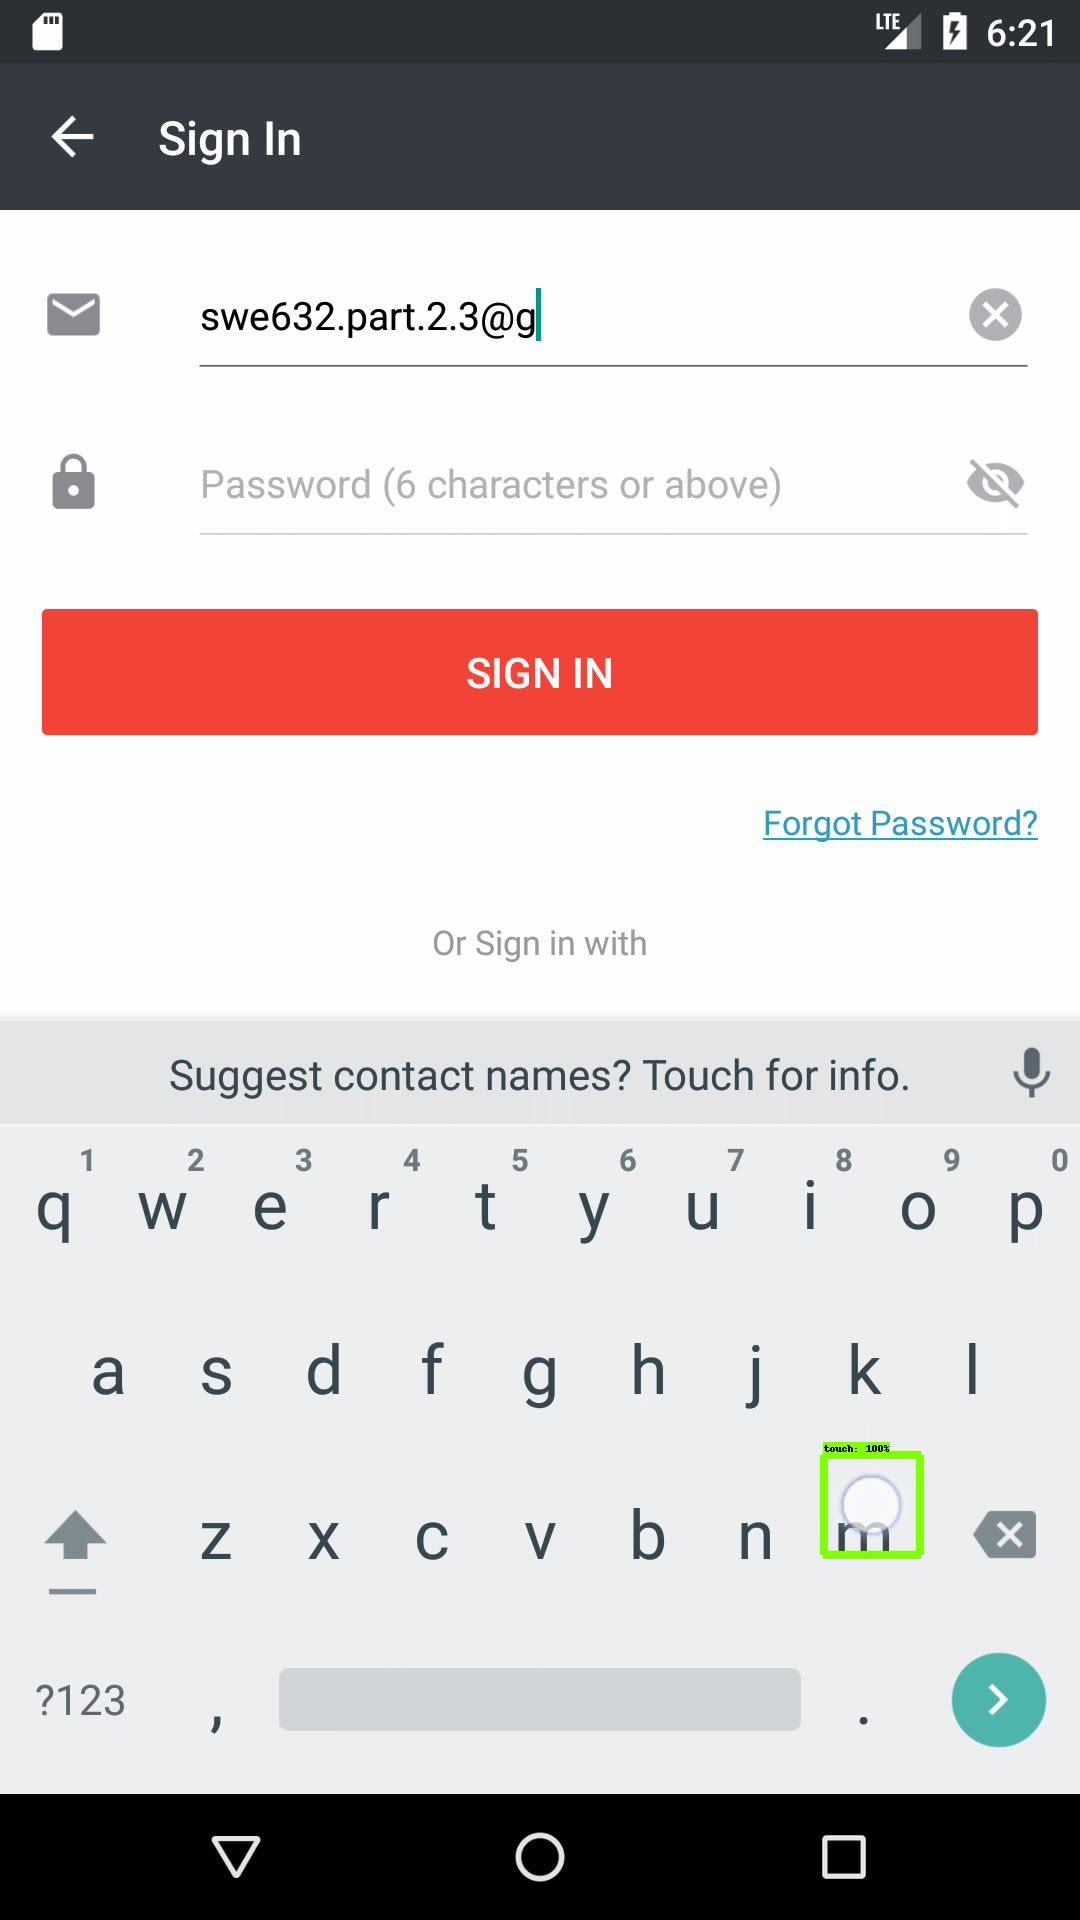 LTE 6:21
Sign In
swe632.part.2.3@g
Password (6 characters or above)
SIGN IN
Forgot Password?
Or Sign in with
Suggest contact names? Touch for info.
1 2 3 4 5 6 7 8 9 0
q w e r t y u i o p
a s d f g h j k l
touch: 100%
z x c v b n m
?123 , .